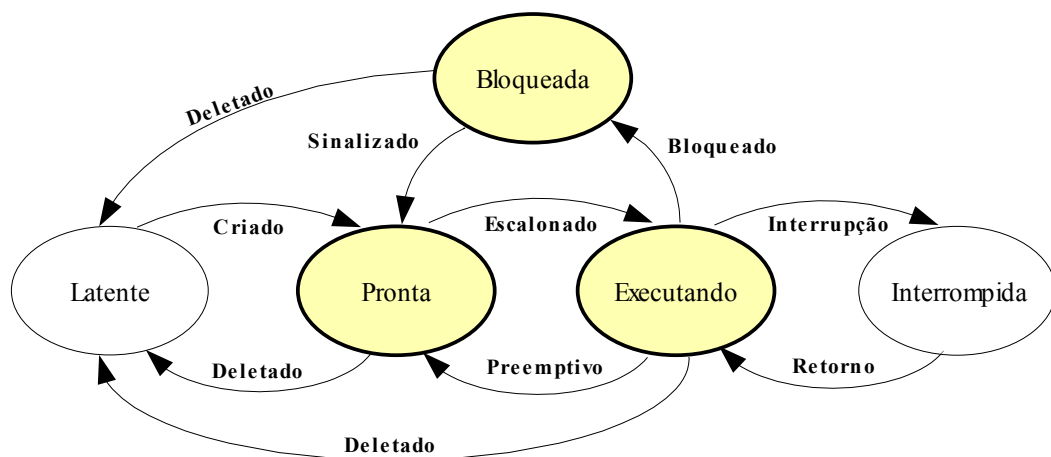 Bloqueada
Deletado
Sinalizado
Bloqueado
Criado
Escalonado
Interrupção
Latente
Pronta
Executando
Interrompida
Deletado
Preemptivo
Retorno
Deletado